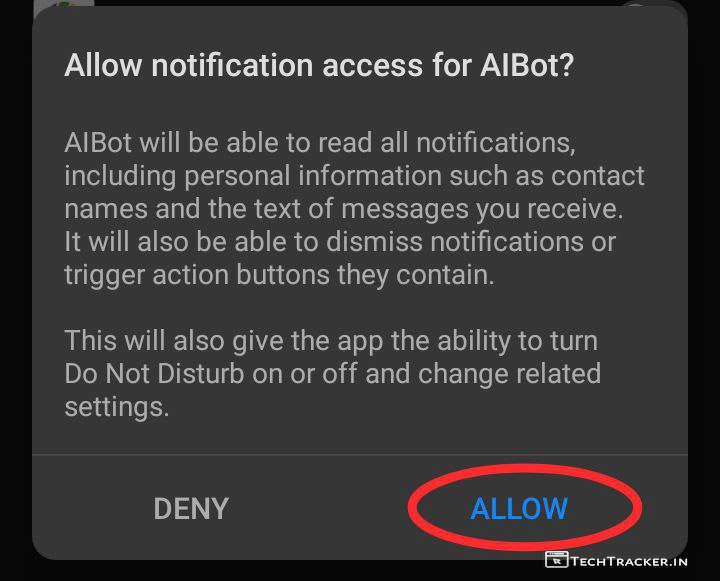 Allow notification access for AIBot?
AIBot will be able to read all notifications,
including personal information such as contact
names and the text of messages you receive.
It will also be able to dismiss notifications or
trigger action buttons they contain.
This will also give the app the ability to turn
Do Not Disturb on or off and change related
settings.
DENY ALLOW
TECHTRACKER.IN